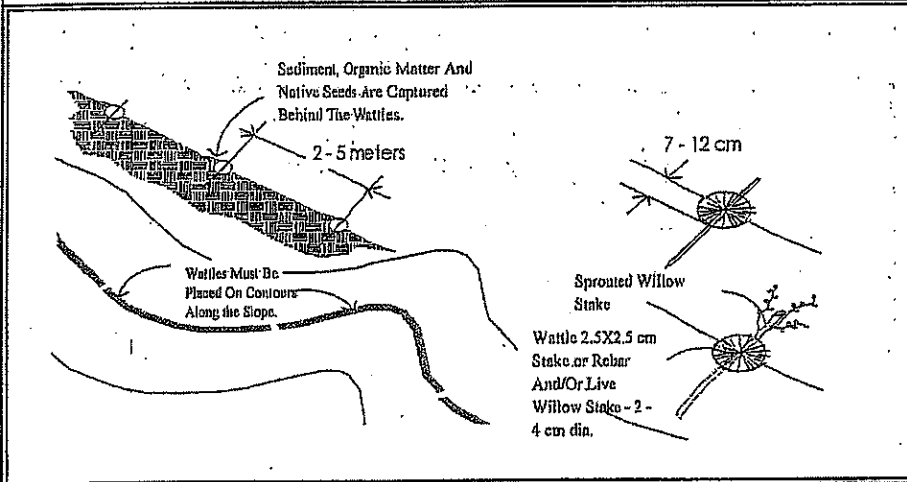 Sediment, Organic Matter And
Native Seeds Are Captured
Behind The Wattles.
2 - 5 meters
7 - 12 cm
Wattles Must Be
Placed On Contours
Along the Slope.
Sprouted Willow
Stake
Wattle 2.5X2.5 cm
Stake or Rebar
And/Or Live
Willow Stake - 2 -
4 cm dia.